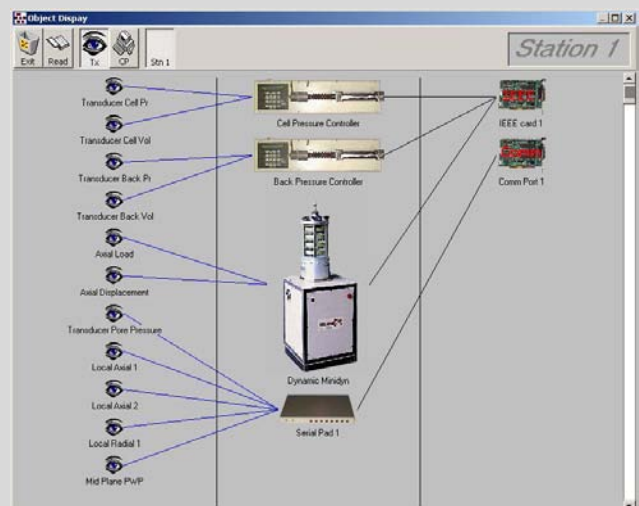 Object Dispay
Exit
Read
Tx
CP
Stn 1
Station 1
Transducer Cell Pr
Transducer Cell Vol
Transducer Back Pr
Transducer Back Vol
Axial Load
Axial Displacement
Transducer Pore Pressure
Local Axial 1
Local Axial 2
Local Radial 1
Mid Plane PWP
Cell Pressure Controller
Back Pressure Controller
Dynamic Minidyn
Serial Pad 1
IEEE card 1
Comm Port 1